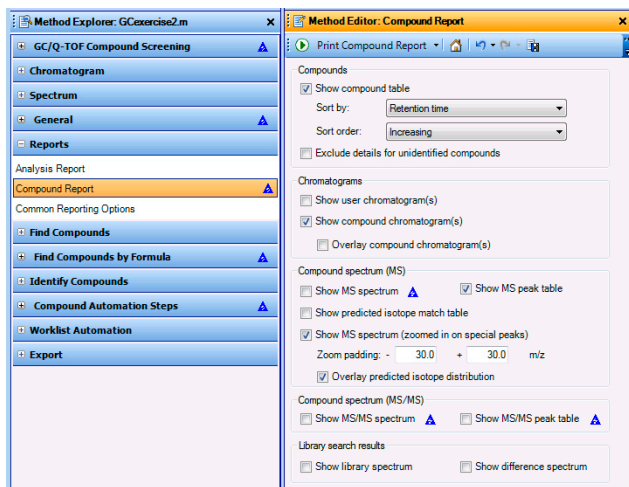 Method Explorer: GCexercise2.m
GC/Q-TOF Compound Screening
Chromatogram
Spectrum
General
Reports
Analysis Report
Compound Report
Common Reporting Options
Find Compounds
Find Compounds by Formula
Identify Compounds
Compound Automation Steps
Worklist Automation
Export
Method Editor: Compound Report
Print Compound Report
Compounds
Show compound table
Sort by: Retention time
Sort order: Increasing
Exclude details for unidentified compounds
Chromatograms
Show user chromatogram(s)
Show compound chromatogram(s)
Overlay compound chromatogram(s)
Compound spectrum (MS)
Show MS spectrum Show MS peak table
Show predicted isotope match table
Show MS spectrum (zoomed in on special peaks)
Zoom padding: - 30.0 + 30.0 m/z
Overlay predicted isotope distribution
Compound spectrum (MS/MS)
Show MS/MS spectrum Show MS/MS peak table
Library search results
Show library spectrum Show difference spectrum